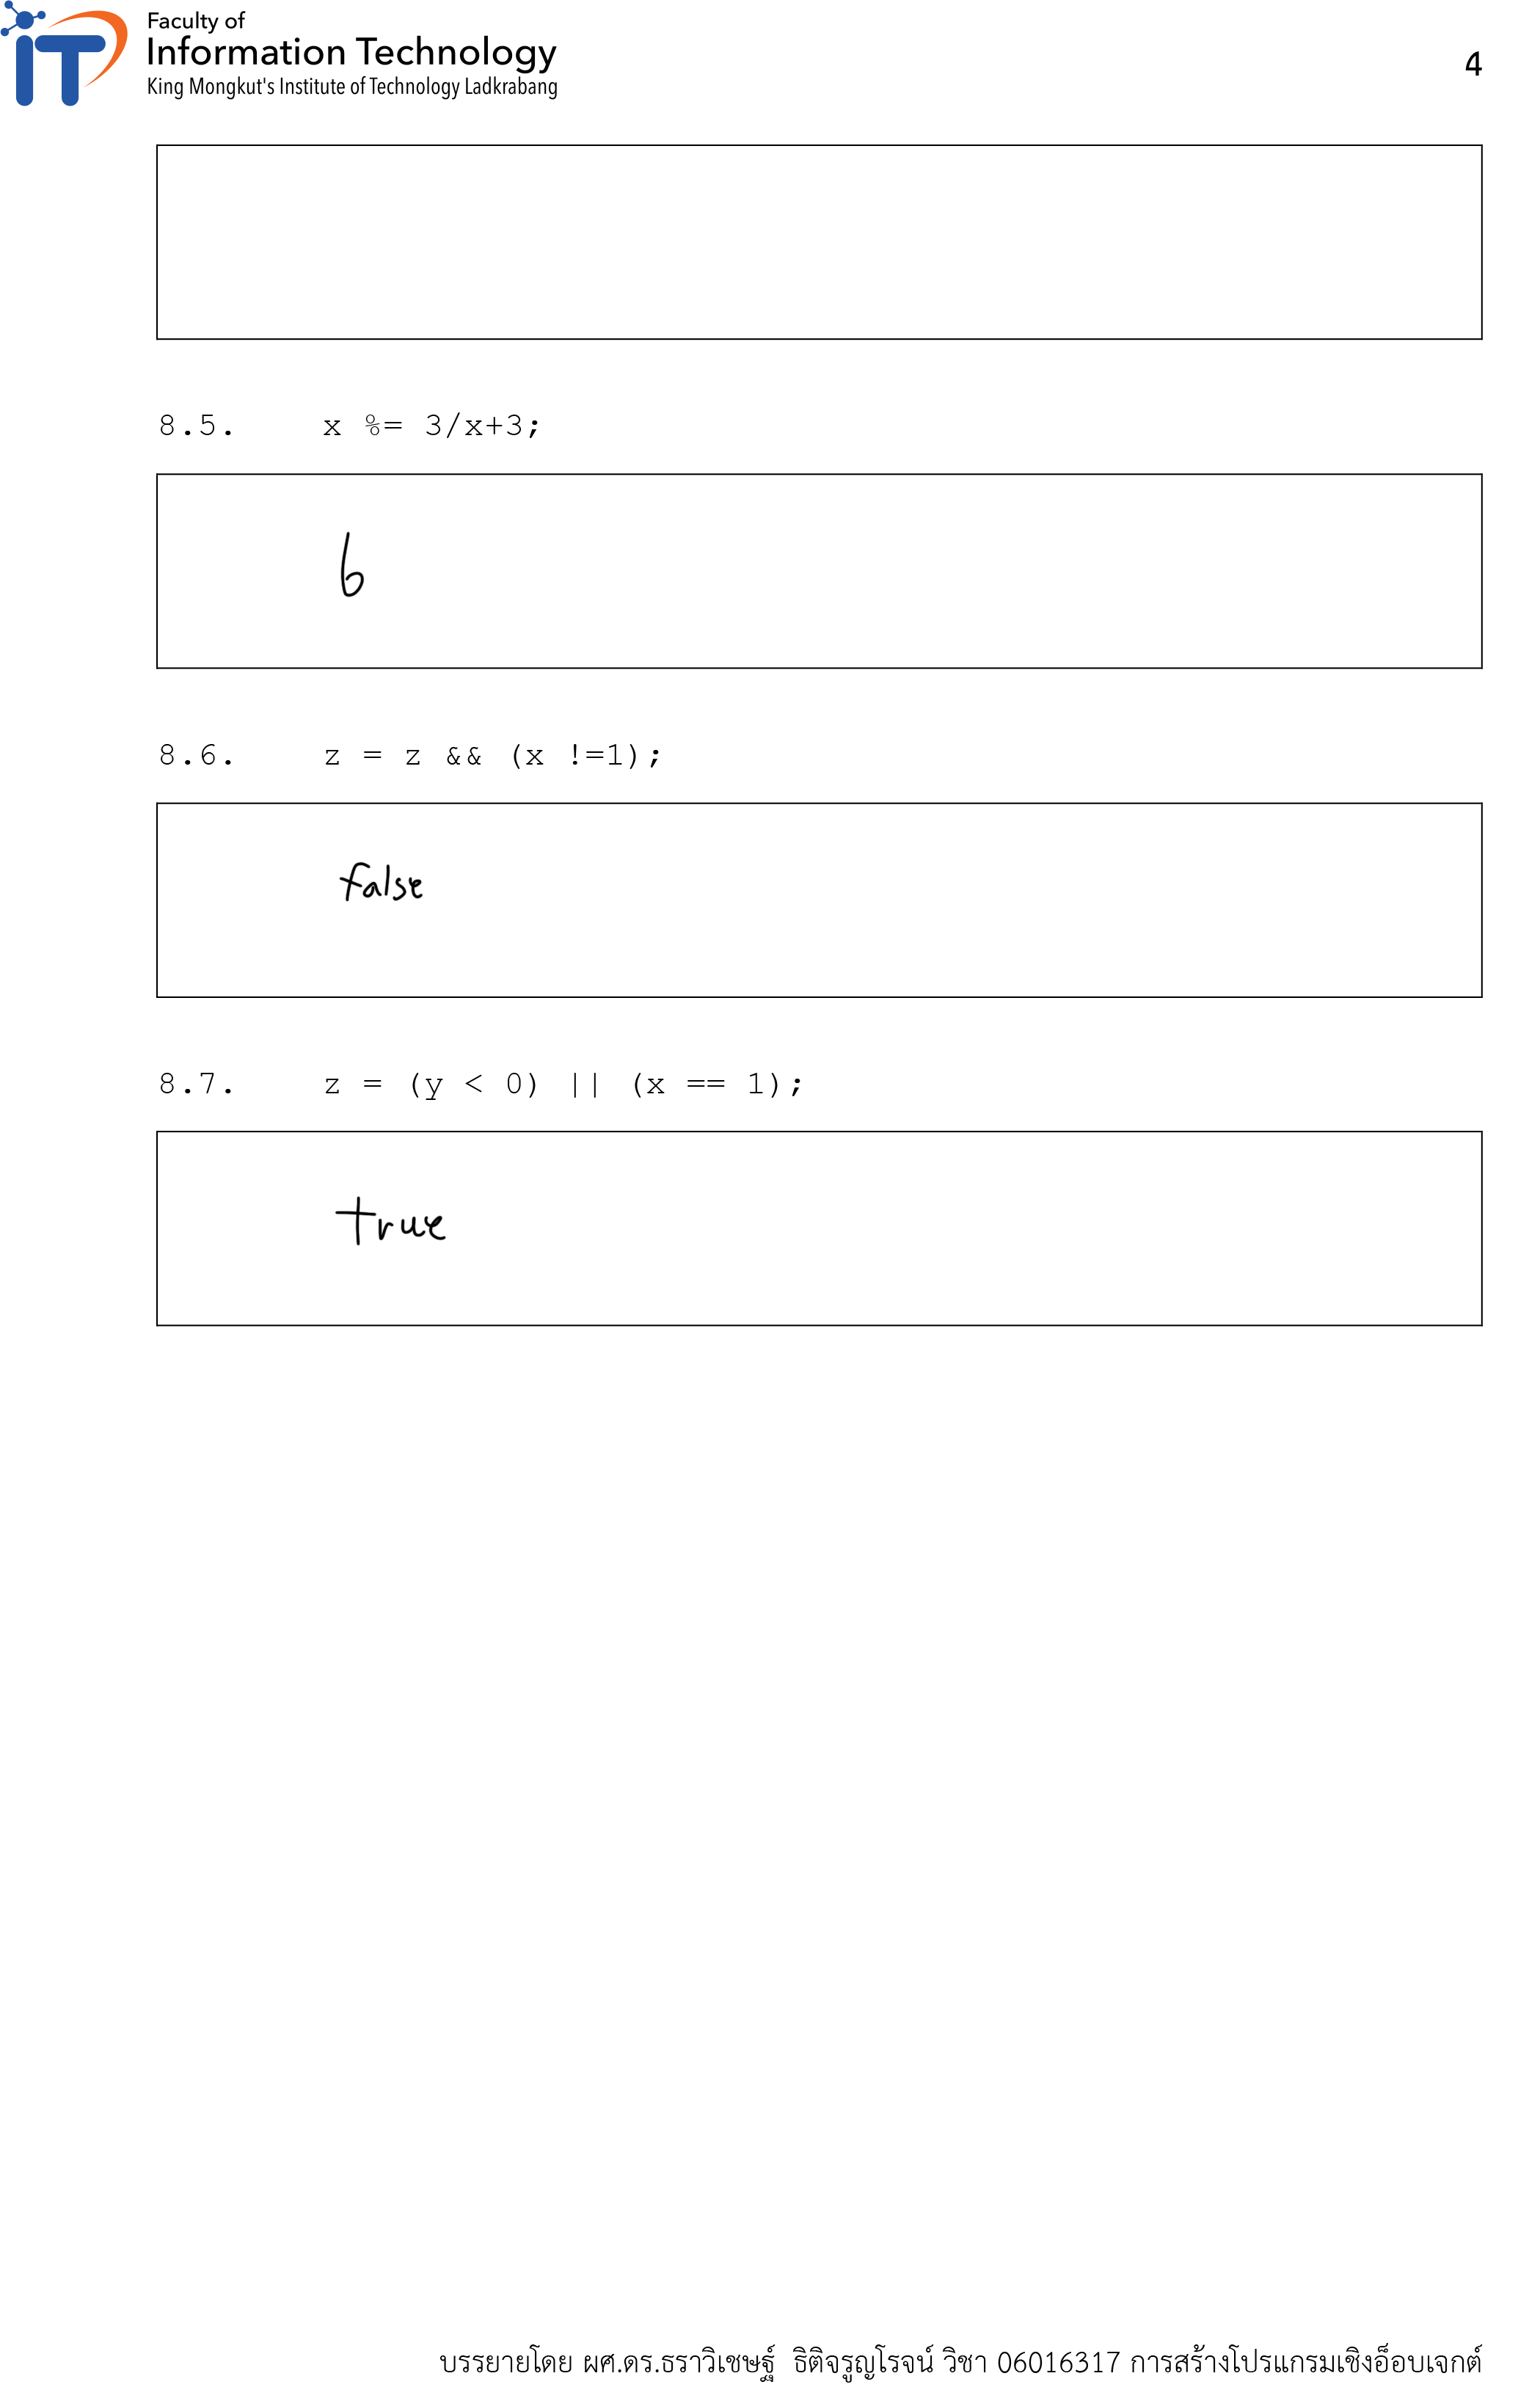 iT
Faculty of
Information Technology
King Mongkut's Institute of Technology Ladkrabang
4
8.5. x %= 3/x+3;
6
8.6. z = z && (x !=1);
false
8.7. z = (y < 0) || (x == 1);
true
บรรยายโดย ผศ.ดร.ธราวิเชษฐ์ ธิติจรูญโรจน์ วิชา 06016317 การสร้างโปรแกรมเชิงอ็อบเจกต์